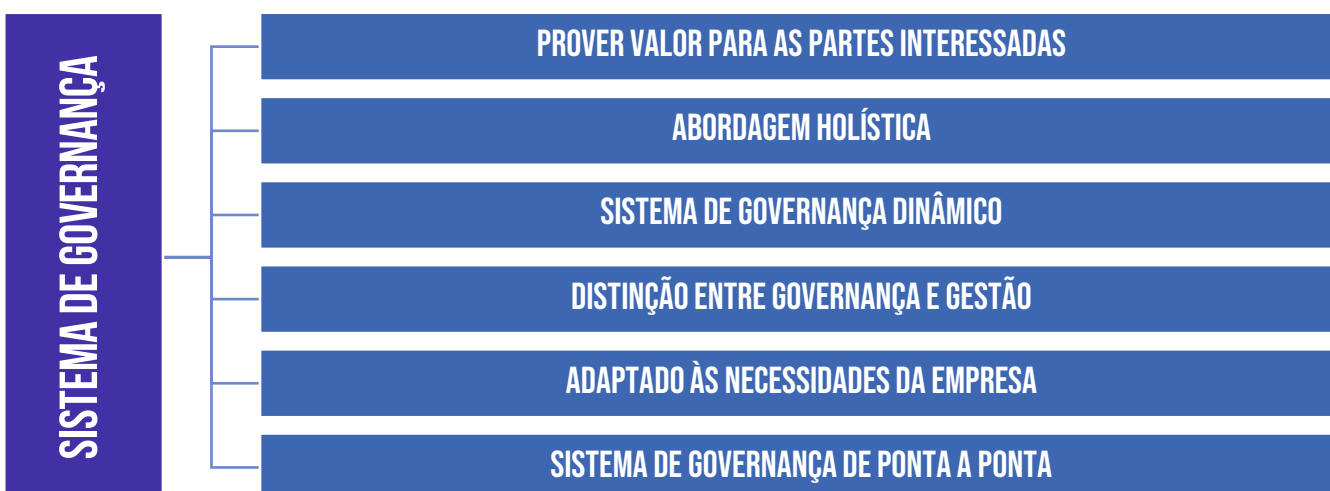 SISTEMA DE GOVERNANÇA
PROVER VALOR PARA AS PARTES INTERESSADAS
ABORDAGEM HOLÍSTICA
SISTEMA DE GOVERNANÇA DINÂMICO
DISTINÇÃO ENTRE GOVERNANÇA E GESTÃO
ADAPTADO ÀS NECESSIDADES DA EMPRESA
SISTEMA DE GOVERNANÇA DE PONTA A PONTA